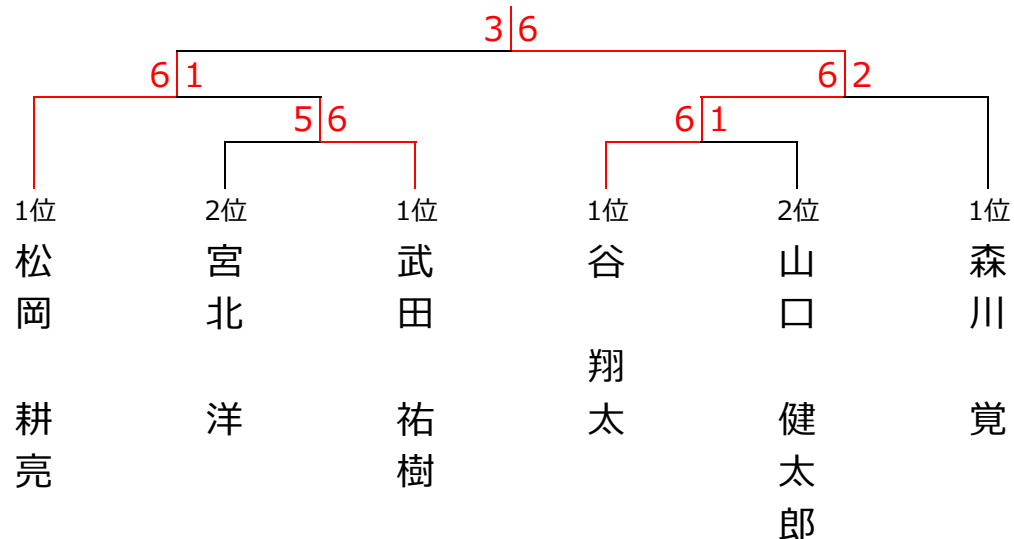 3 6
6 1
6 2
5 6
6 1
1位
2位
1位
1位
2位
1位
松岡 耕亮
宮北 洋
武田 祐樹
谷 翔太
山口 健太郎
森川 覚